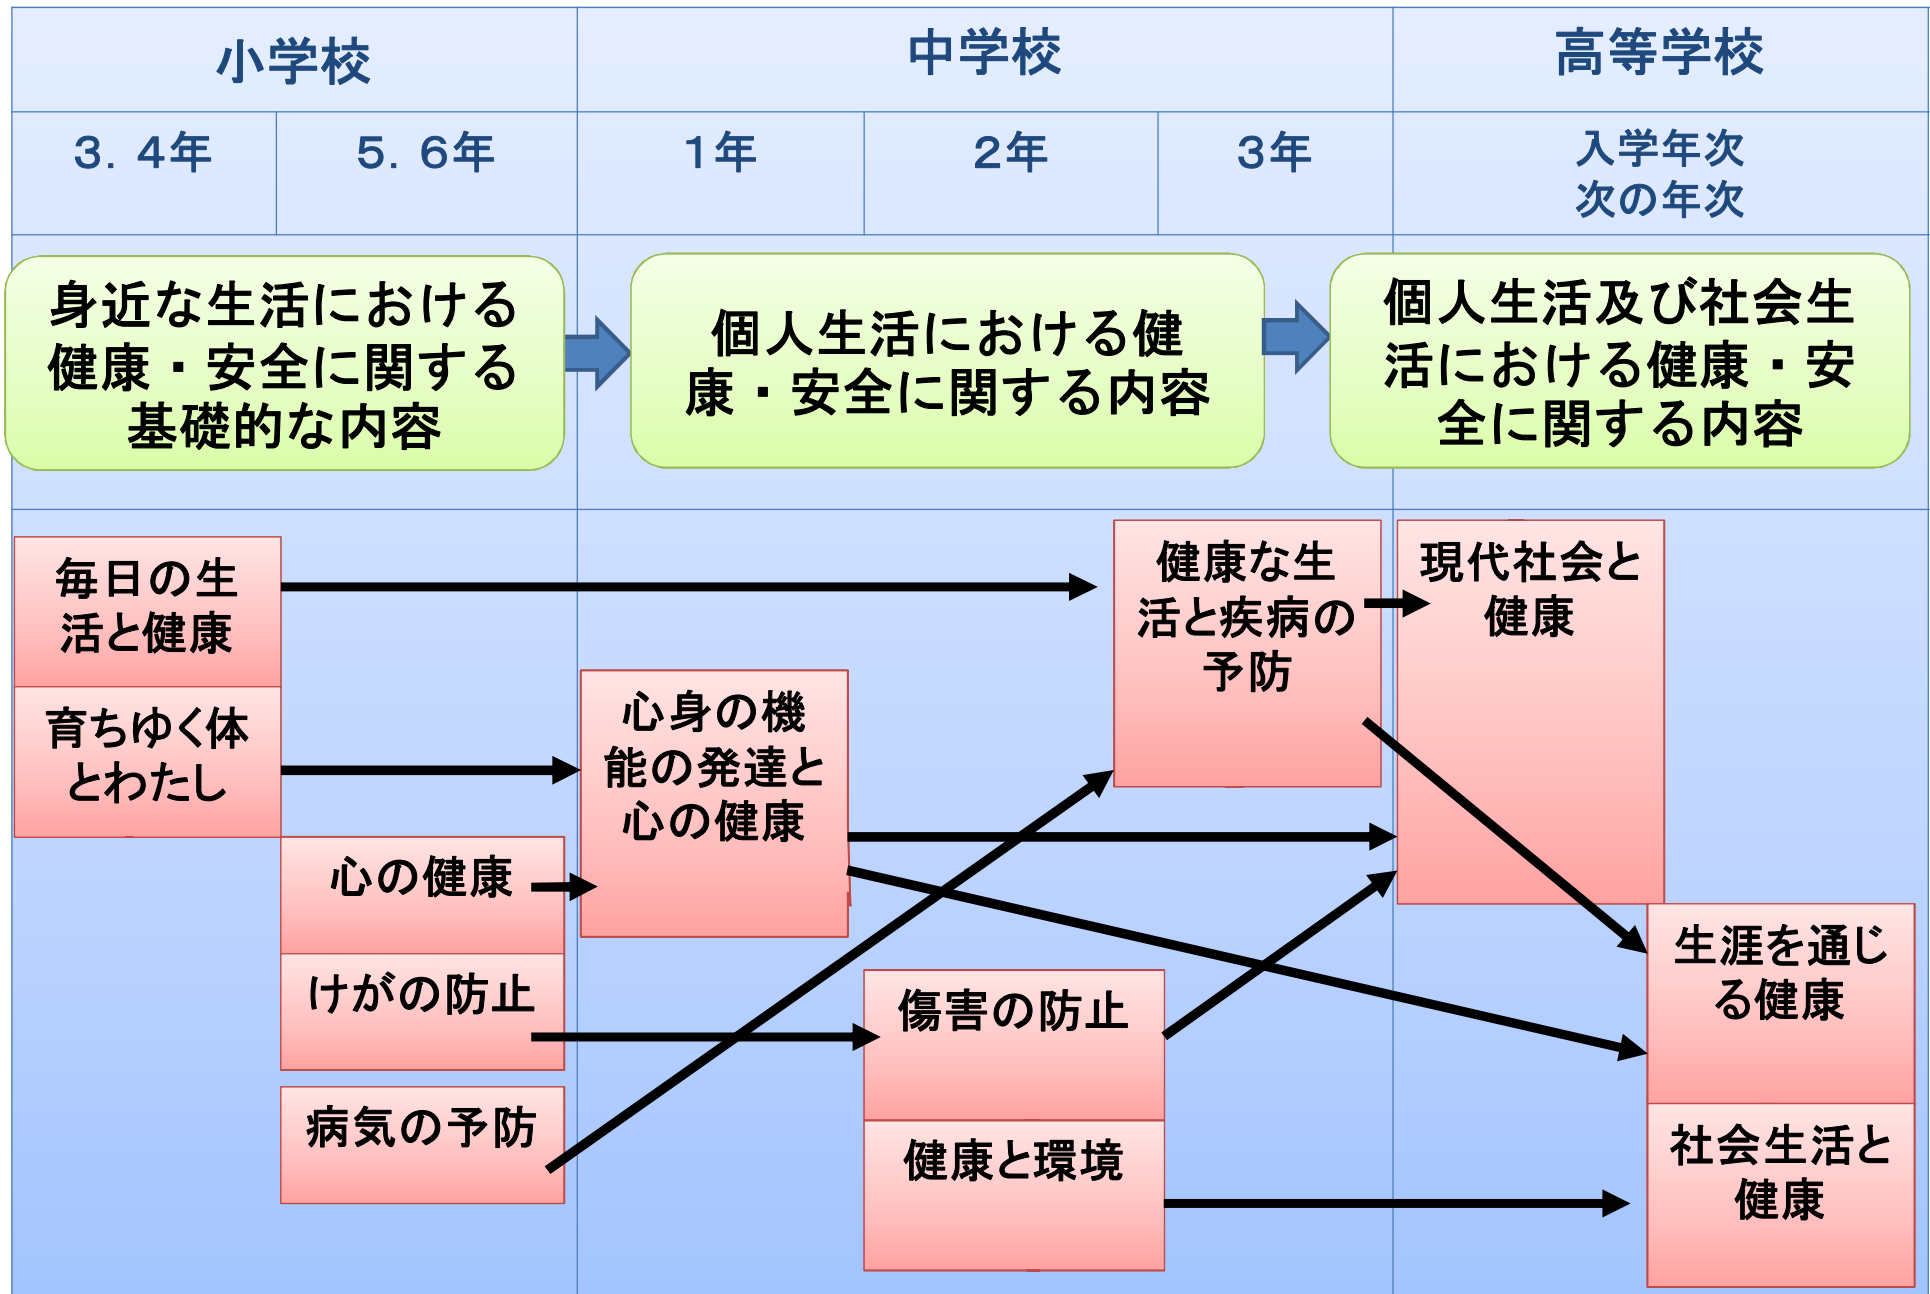 小学校
中学校
高等学校
３．４年
５．６年
１年
２年
３年
入学年次
次の年次
身近な生活における
健康・安全に関する
基礎的な内容
個人生活における健
康・安全に関する内容
個人生活及び社会生
活における健康・安
全に関する内容
毎日の生
活と健康
育ちゆく体
とわたし
心の健康
けがの防止
病気の予防
心身の機
能の発達と
心の健康
傷害の防止
健康と環境
健康な生
活と疾病の
予防
現代社会と
健康
生涯を通じ
る健康
社会生活と
健康